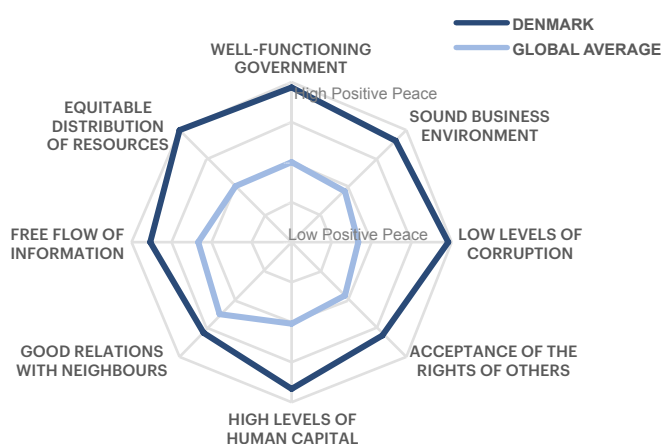 DENMARK
GLOBAL AVERAGE
WELL-FUNCTIONING
GOVERNMENT
High Positive Peace
EQUITABLE
DISTRIBUTION
OF RESOURCES
SOUND BUSINESS
ENVIRONMENT
FREE FLOW OF
INFORMATION
Low Positive Peace
LOW LEVELS OF
CORRUPTION
GOOD RELATIONS
WITH NEIGHBOURS
ACCEPTANCE OF THE
RIGHTS OF OTHERS
HIGH LEVELS OF
HUMAN CAPITAL